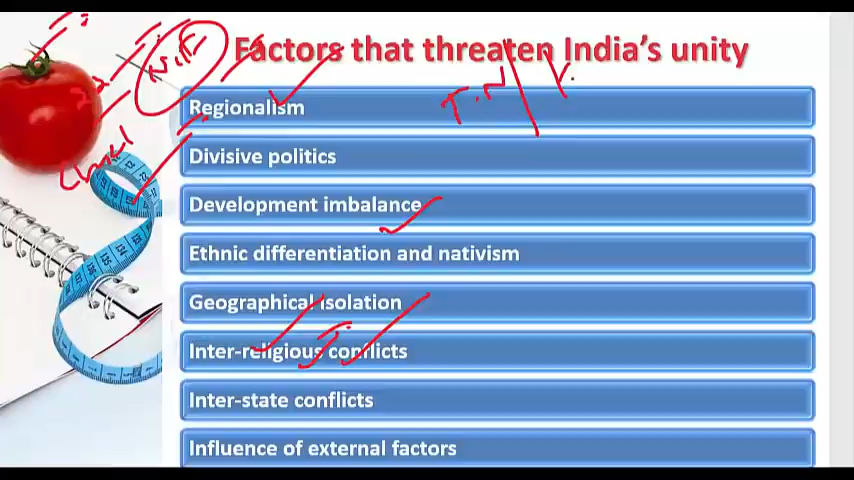 Factors that threaten India's unity
Regionalism
T.N
Divisive politics
Development imbalance
Ethnic differentiation and nativism
Geographical isolation
Inter-religious conflicts
Inter-state conflicts
Influence of external factors